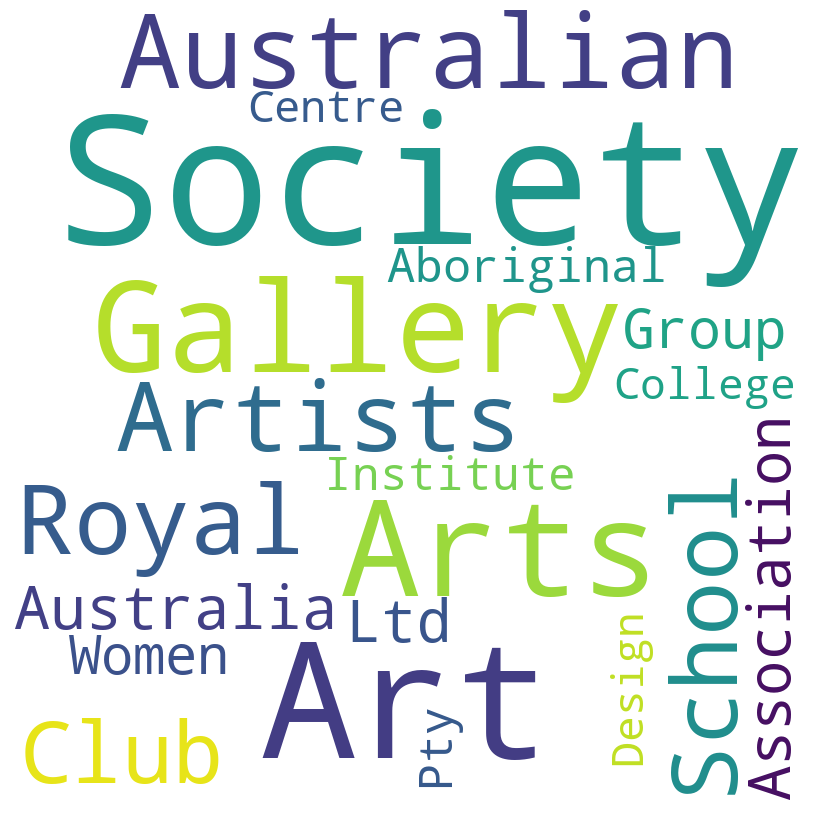 Australian
Centre
Society
Aboriginal
Gallery
Group
College
Artists
Institute
Royal
Arts
School
Association
Australia
Ltd
Women
Design
Art
Pty
Club